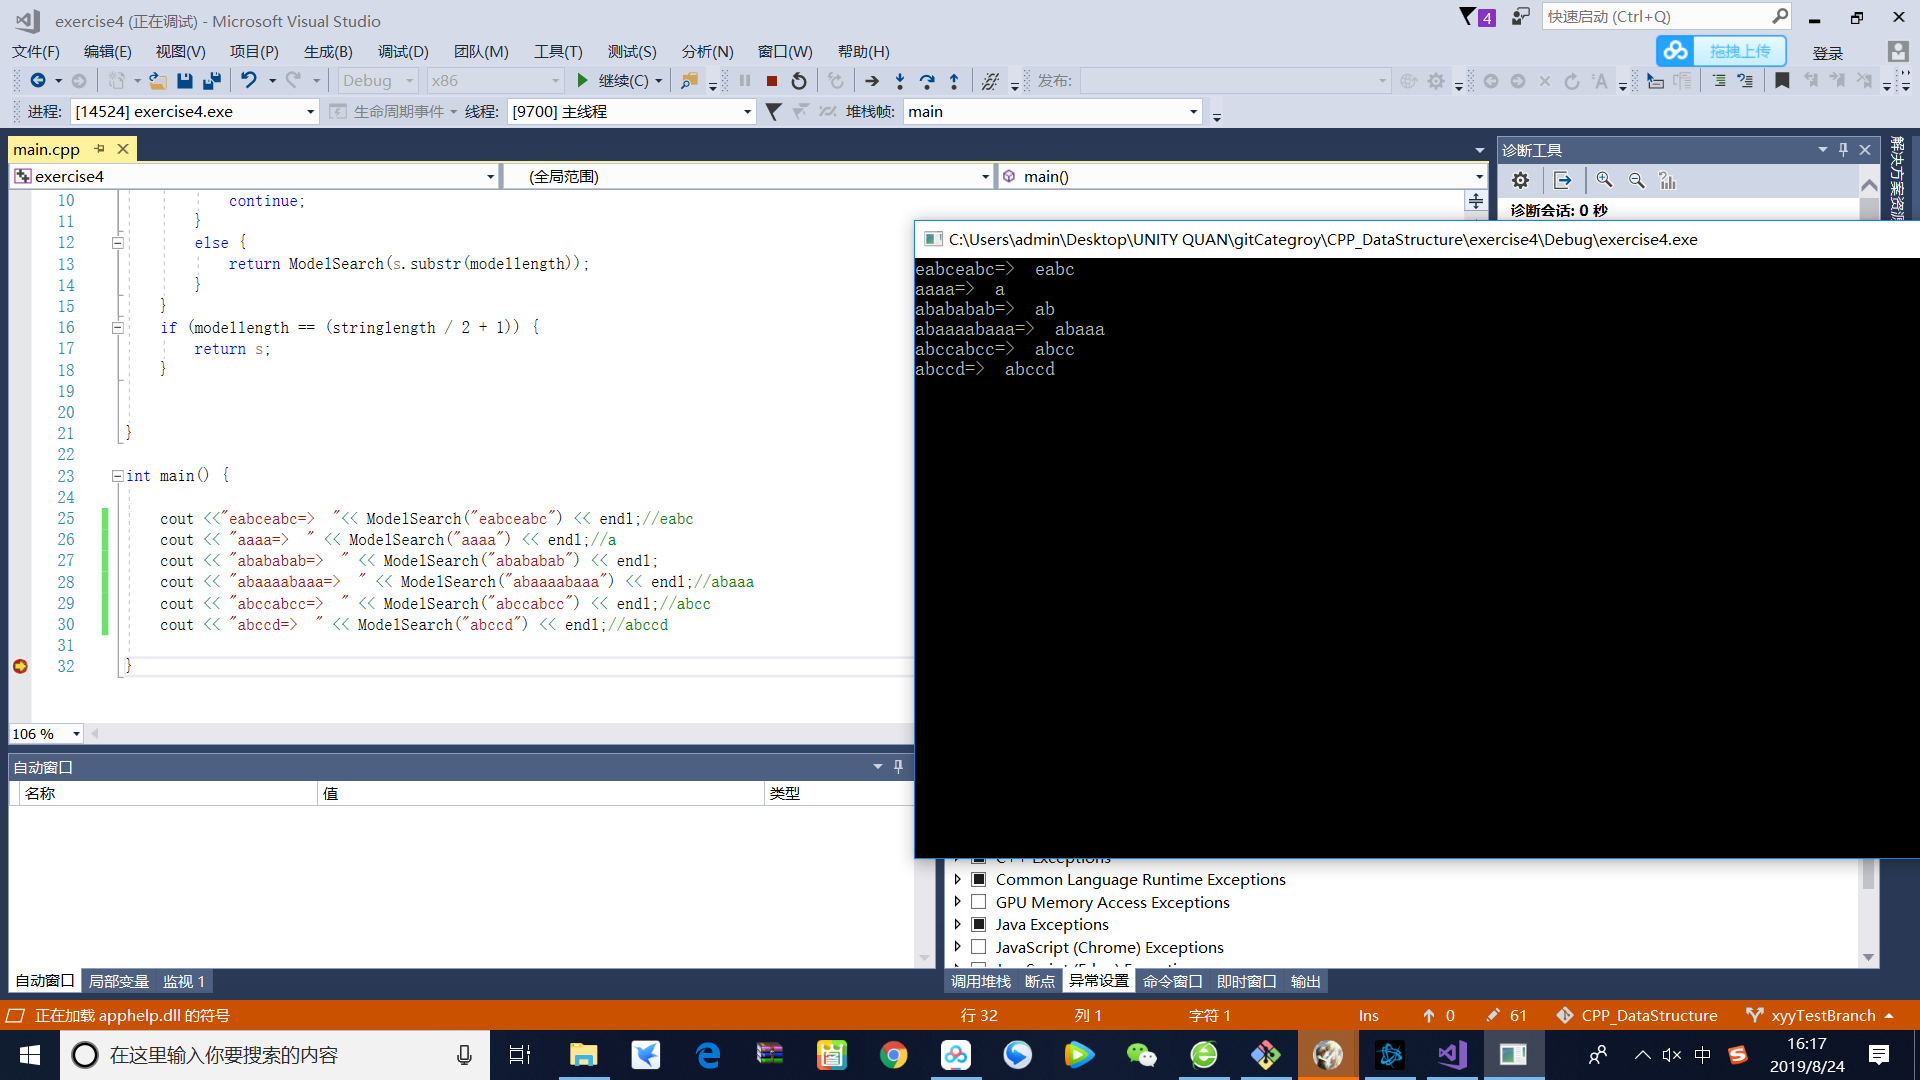 exercise4 (正在调试) - Microsoft Visual Studio
4
快速启动 (Ctrl+Q)
文件(F) 编辑(E) 视图(V) 项目(P) 生成(B) 调试(D) 团队(M) 工具(T) 测试(S) 分析(N) 窗口(W) 帮助(H)
拖拽上传
登录
Debug x86 继续(C) 发布:
进程: [14524] exercise4.exe 生命周期事件 线程: [9700] 主线程 堆栈帧: main
main.cpp
exercise4 (全局范围) main()
10 continue;
11 }
12 else {
13 return ModelSearch(s.substr(modellength));
14 }
15 }
16 if (modellength == (stringlength / 2 + 1)) {
17 return s;
18 }
19
20
21 }
22
23 int main() {
24
25 cout <<"eabceabc=>  "<< ModelSearch("eabceabc") << endl;//eabc
26 cout << "aaaa=>  " << ModelSearch("aaaa") << endl;//a
27 cout << "abababab=>  " << ModelSearch("abababab") << endl;
28 cout << "abaaaabaaa=>  " << ModelSearch("abaaaabaaa") << endl;//abaaa
29 cout << "abccabcc=>  " << ModelSearch("abccabcc") << endl;//abcc
30 cout << "abccd=>  " << ModelSearch("abccd") << endl;//abccd
31
32 }
106 %
诊断工具
诊断会话: 0 秒
解决方案资源
C:\Users\admin\Desktop\UNITY QUAN\gitCategroy\CPP_DataStructure\exercise4\Debug\exercise4.exe
eabceabc=>  eabc
aaaa=>  a
abababab=>  ab
abaaaabaaa=>  abaaa
abccabcc=>  abcc
abccd=>  abccd
自动窗口
名称 值 类型
自动窗口 局部变量 监视 1
C++ Exceptions
Common Language Runtime Exceptions
GPU Memory Access Exceptions
Java Exceptions
JavaScript (Chrome) Exceptions
调用堆栈 断点 异常设置 命令窗口 即时窗口 输出
正在加载 apphelp.dll 的符号 行 32 列 1 字符 1 Ins 0 61 CPP_DataStructure xyyTestBranch
在这里输入你要搜索的内容
中
16:17
2019/8/24